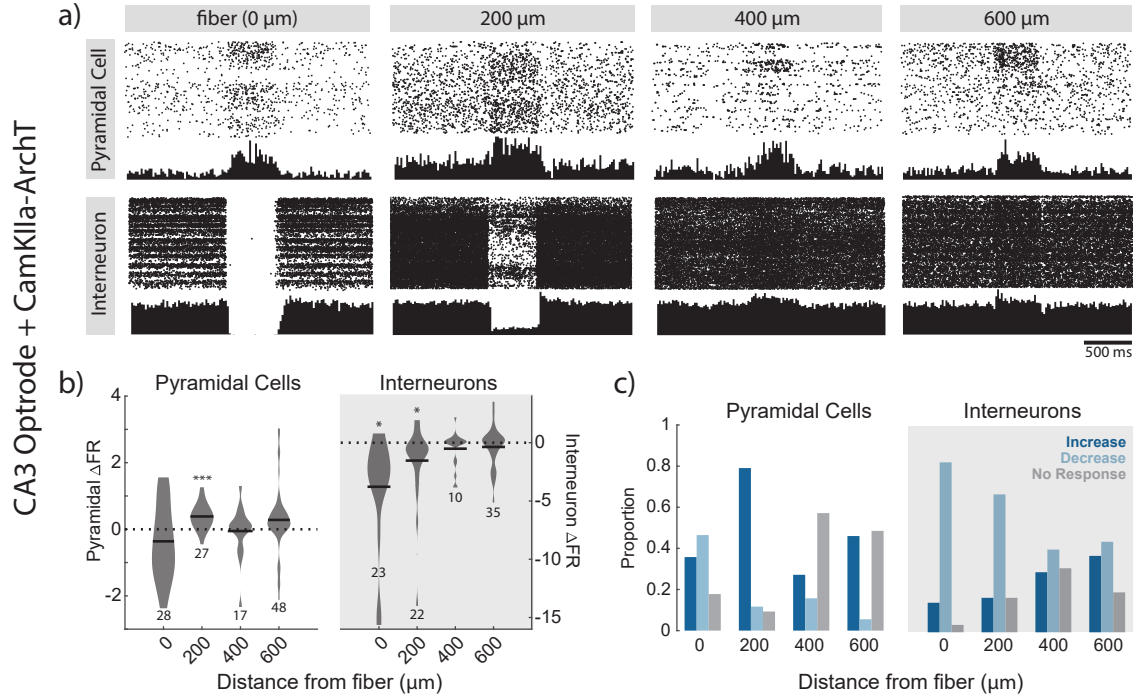 CA3 Optrode + CamKIIa-ArchT
a)
fiber (0 µm)
200 µm
400 µm
600 µm
Pyramidal Cell
Interneuron
500 ms
b)
Pyramidal Cells
Interneurons
Pyramidal △FR
4
2
0
-2
28
***
27
17
48
*
23
*
22
10
35
0
-5
-10
-15
Interneuron △FR
0
200
400
600
0
200
400
600
Distance from fiber (µm)
c)
Pyramidal Cells
Interneurons
Increase
Decrease
No Response
Proportion
1
0.8
0.6
0.4
0.2
0
0
200
400
600
0
200
400
600
Distance from fiber (µm)